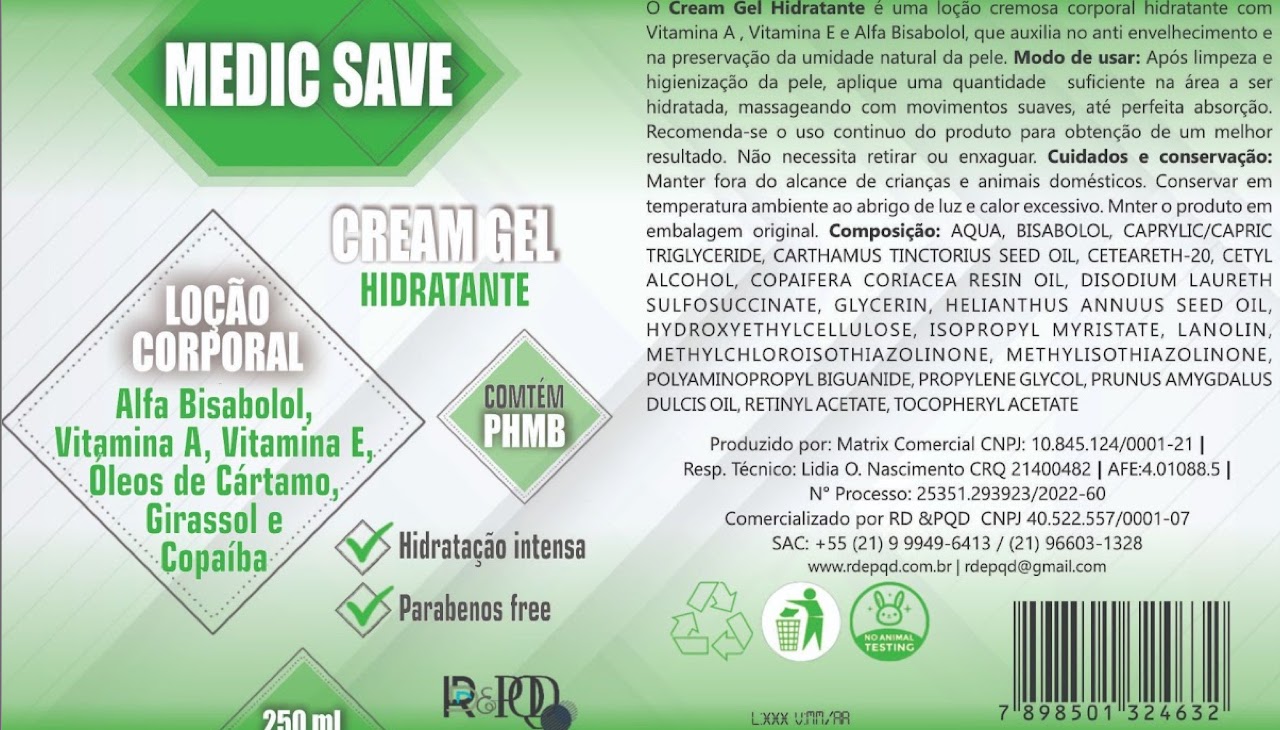 MEDIC SAVE
CREAM GEL
HIDRATANTE
LOÇÃO
CORPORAL
Alfa Bisabolol,
Vitamina A, Vitamina E,
Óleos de Cártamo,
Girassol e
Copaíba
COMTÉM
PHMB
Hidratação intensa
Parabenos free
250 ml
R&PQD
O Cream Gel Hidratante é uma loção cremosa corporal hidratante com
Vitamina A , Vitamina E e Alfa Bisabolol, que auxilia no anti envelhecimento e
na preservação da umidade natural da pele. Modo de usar: Após limpeza e
higienização da pele, aplique uma quantidade suficiente na área a ser
hidratada, massageando com movimentos suaves, até perfeita absorção.
Recomenda-se o uso continuo do produto para obtenção de um melhor
resultado. Não necessita retirar ou enxaguar. Cuidados e conservação:
Manter fora do alcance de crianças e animais domésticos. Conservar em
temperatura ambiente ao abrigo de luz e calor excessivo. Mnter o produto em
embalagem original. Composição: AQUA, BISABOLOL, CAPRYLIC/CAPRIC
TRIGLYCERIDE, CARTHAMUS TINCTORIUS SEED OIL, CETEARETH-20, CETYL
ALCOHOL, COPAIFERA CORIACEA RESIN OIL, DISODIUM LAURETH
SULFOSUCCINATE, GLYCERIN, HELIANTHUS ANNUUS SEED OIL,
HYDROXYETHYLCELLULOSE, ISOPROPYL MYRISTATE, LANOLIN,
METHYLCHLOROISOTHIAZOLINONE, METHYLISOTHIAZOLINONE,
POLYAMINOPROPYL BIGUANIDE, PROPYLENE GLYCOL, PRUNUS AMYGDALUS
DULCIS OIL, RETINYL ACETATE, TOCOPHERYL ACETATE
Produzido por: Matrix Comercial CNPJ: 10.845.124/0001-21 |
Resp. Técnico: Lidia O. Nascimento CRQ 21400482 | AFE:4.01088.5 |
N° Processo: 25351.293923/2022-60
Comercializado por RD &PQD CNPJ 40.522.557/0001-07
SAC: +55 (21) 9 9949-6413 / (21) 96603-1328
www.rdepqd.com.br | rdepqd@gmail.com
NO ANIMAL
TESTING
L:XXX V:MM/AA
7 898501 324632